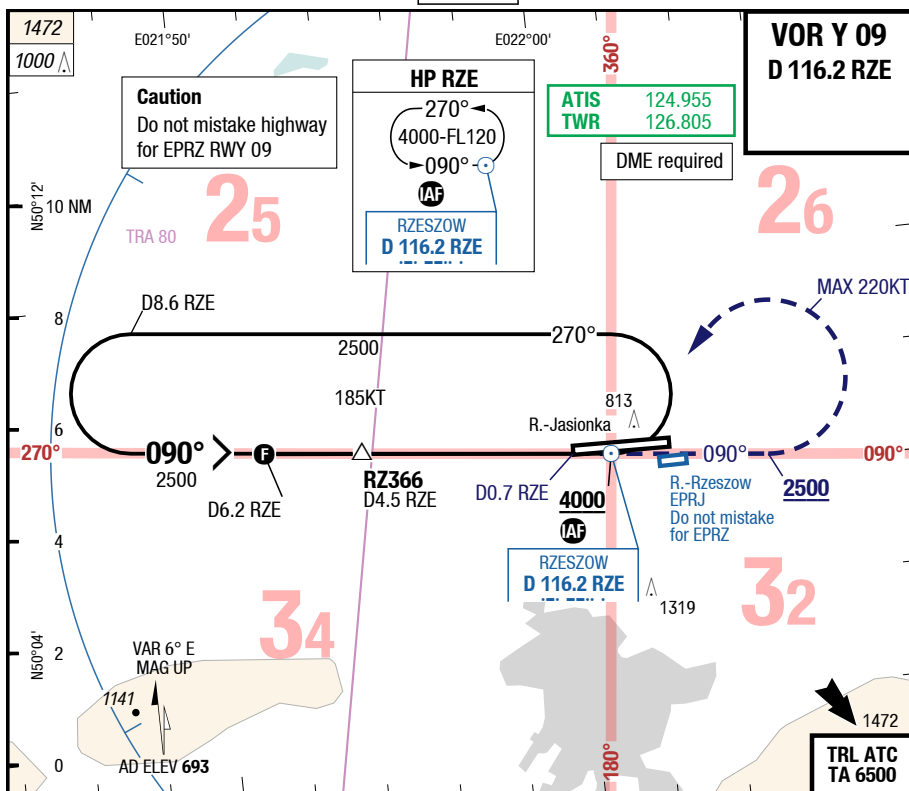 1472
1000
E021°50'
E022°00'
VOR Y 09
D 116.2 RZE
Caution
Do not mistake highway
for EPRZ RWY 09
HP RZE
270°
4000-FL120
090°
IAF
RZESZOW
D 116.2 RZE
360°
ATIS 124.955
TWR 126.805
DME required
N50°12'
10 NM
25
26
TRA 80
MAX 220KT
D8.6 RZE
8
2500
270°
185KT
813
R.-Jasionka
6
270°
090°
2500
F
090°
090°
D6.2 RZE
RZ366
D4.5 RZE
D0.7 RZE
4000
IAF
R.-Rzeszow
EPRJ
Do not mistake
for EPRZ
2500
4
RZESZOW
D 116.2 RZE
1319
34
32
N50°04'
2
VAR 6° E
MAG UP
1141
AD ELEV 693
0
180°
1472
TRL ATC
TA 6500